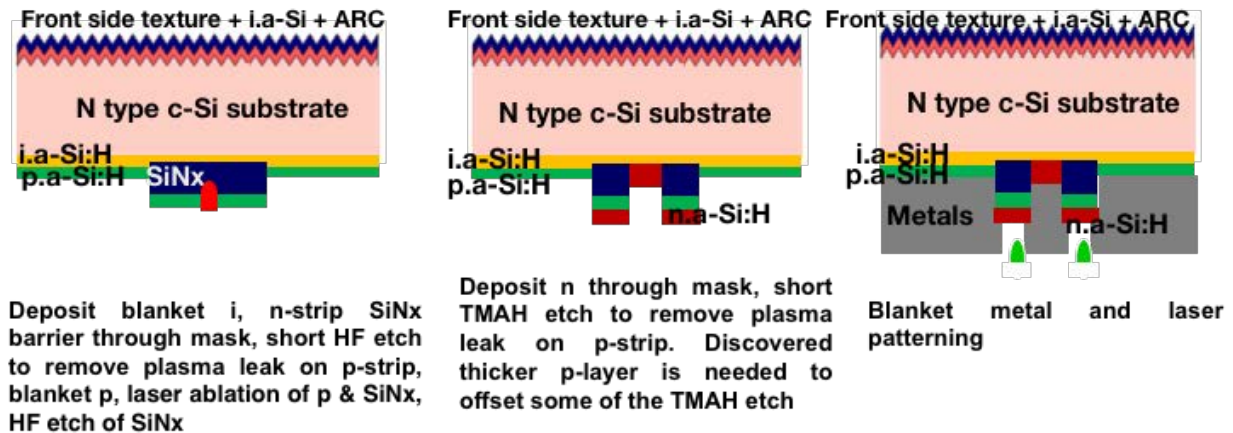 Front side texture + i.a-Si + ARC
N type c-Si substrate
i.a-Si:H
p.a-Si:H
SiNx
Deposit blanket i, n-strip SiNx
barrier through mask, short HF etch
to remove plasma leak on p-strip,
blanket p, laser ablation of p & SiNx,
HF etch of SiNx
Front side texture + i.a-Si + ARC
N type c-Si substrate
i.a-Si:H
p.a-Si:H
n.a-Si:H
Deposit n through mask, short
TMAH etch to remove plasma
leak on p-strip. Discovered
thicker p-layer is needed to
offset some of the TMAH etch
Front side texture + i.a-Si + ARC
N type c-Si substrate
i.a-Si:H
p.a-Si:H
Metals
n.a-Si:H
Blanket metal and laser
patterning